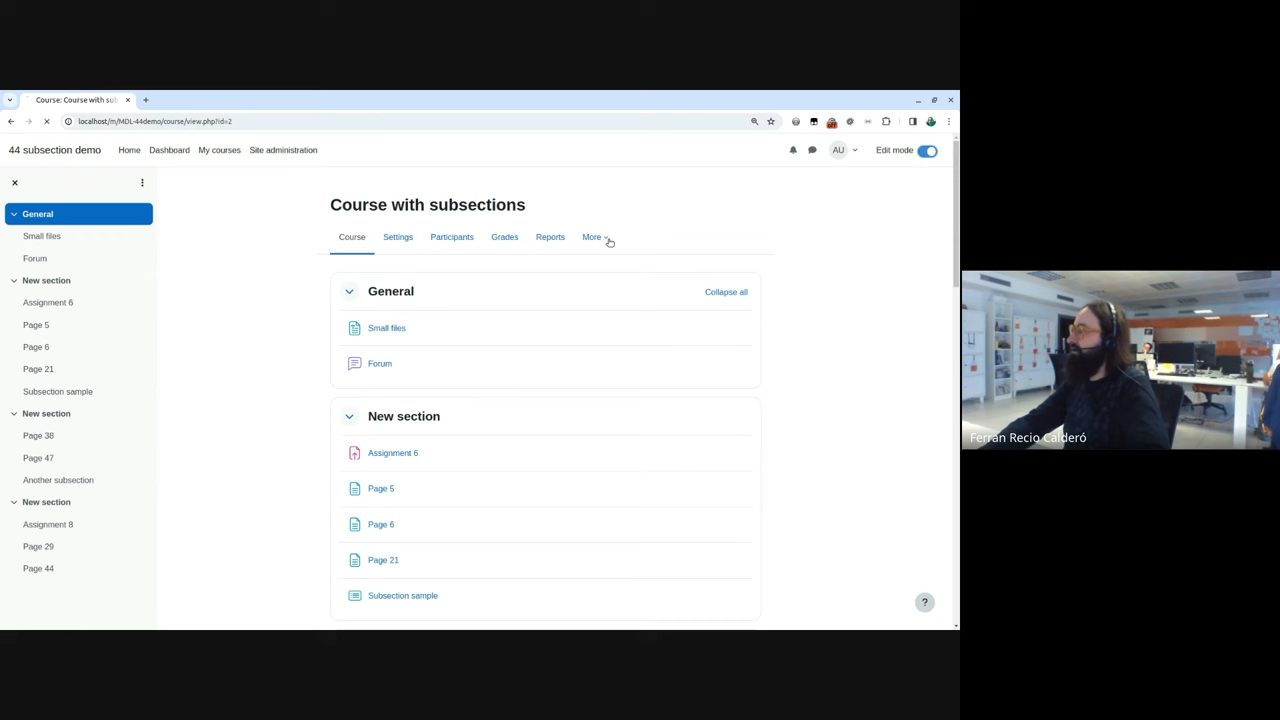 Course: Course with sub
localhost/m/MDL-44demo/course/view.php?id=2
44 subsection demo
Home
Dashboard
My courses
Site administration
AU
Edit mode
General
Small files
Forum
New section
Assignment 6
Page 5
Page 6
Page 21
Subsection sample
New section
Page 38
Page 47
Another subsection
New section
Assignment 8
Page 29
Page 44
Course with subsections
Course
Settings
Participants
Grades
Reports
More
General
Collapse all
Small files
Forum
New section
Assignment 6
Page 5
Page 6
Page 21
Subsection sample
?
Ferran Recio Calderó